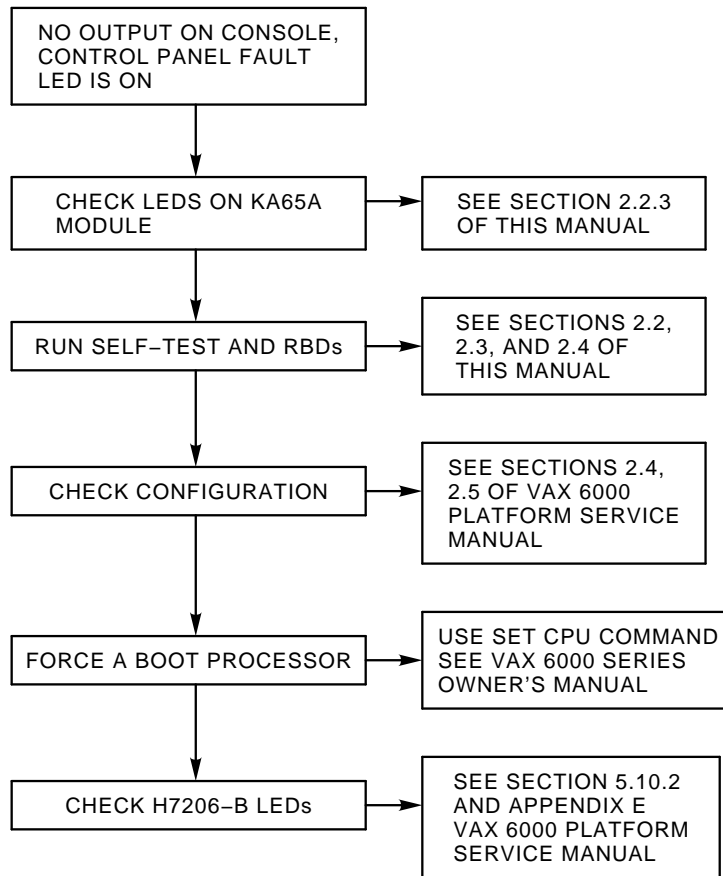 NO OUTPUT ON CONSOLE,
CONTROL PANEL FAULT
LED IS ON
CHECK LEDS ON KA65A
MODULE
SEE SECTION 2.2.3
OF THIS MANUAL
RUN SELF−TEST AND RBDs
SEE SECTIONS 2.2,
2.3, AND 2.4 OF
THIS MANUAL
CHECK CONFIGURATION
SEE SECTIONS 2.4,
2.5 OF VAX 6000
PLATFORM SERVICE
MANUAL
FORCE A BOOT PROCESSOR
USE SET CPU COMMAND
SEE VAX 6000 SERIES
OWNER'S MANUAL
CHECK H7206−B LEDs
SEE SECTION 5.10.2
AND APPENDIX E
VAX 6000 PLATFORM
SERVICE MANUAL